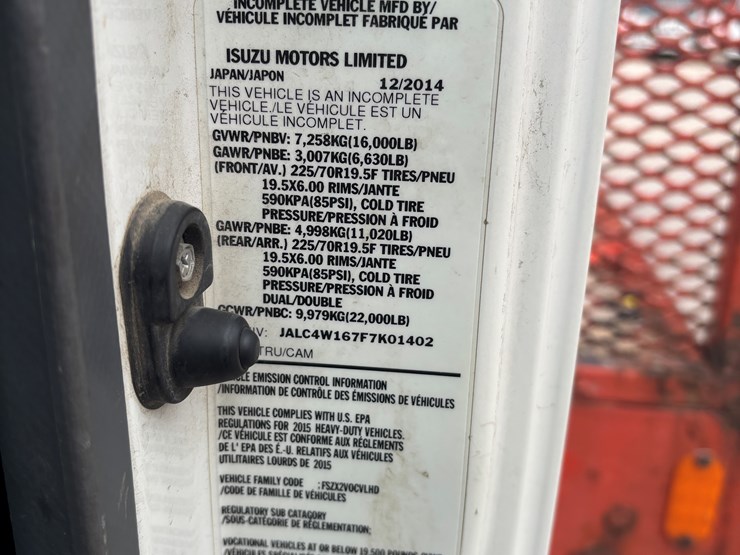 INCOMPLETE VEHICLE MFD BY/
VÉHICULE INCOMPLET FABRIQUÉ PAR
ISUZU MOTORS LIMITED
JAPAN/JAPON 12/2014
THIS VEHICLE IS AN INCOMPLETE
VEHICLE./LE VÉHICULE EST UN
VÉHICULE INCOMPLET.
GVWR/PNBV: 7,258KG(16,000LB)
GAWR/PNBE: 3,007KG(6,630LB)
(FRONT/AV.) 225/70R19.5F TIRES/PNEU
19.5X6.00 RIMS/JANTE
590KPA(85PSI), COLD TIRE
PRESSURE/PRESSION À FROID
GAWR/PNBE: 4,998KG(11,020LB)
(REAR/ARR.) 225/70R19.5F TIRES/PNEU
19.5X6.00 RIMS/JANTE
590KPA(85PSI), COLD TIRE
PRESSURE/PRESSION À FROID
DUAL/DOUBLE
GCWR/PNBC: 9,979KG(22,000LB)
JALC4W167F7K01402
TRU/CAM
EMISSION CONTROL INFORMATION
/INFORMATION DE CONTRÔLE DES ÉMISSIONS DE VÉHICULES
THIS VEHICLE COMPLIES WITH U.S. EPA
REGULATIONS FOR 2015 HEAVY-DUTY VEHICLES.
/CE VÉHICULE EST CONFORME AUX RÈGLEMENTS
DE L' EPA DES É.-U. RELATIFS AUX VÉHICULES
UTILITAIRES LOURDS DE 2015
VEHICLE FAMILY CODE : FSZX2VOCVLHD
/CODE DE FAMILLE DE VÉHICULES
REGULATORY SUB CATAGORY
/SOUS-CATÉGORIE DE RÉGLEMENTATION:
VOCATIONAL VEHICLES AT OR BELOW 19,500 POUNDS